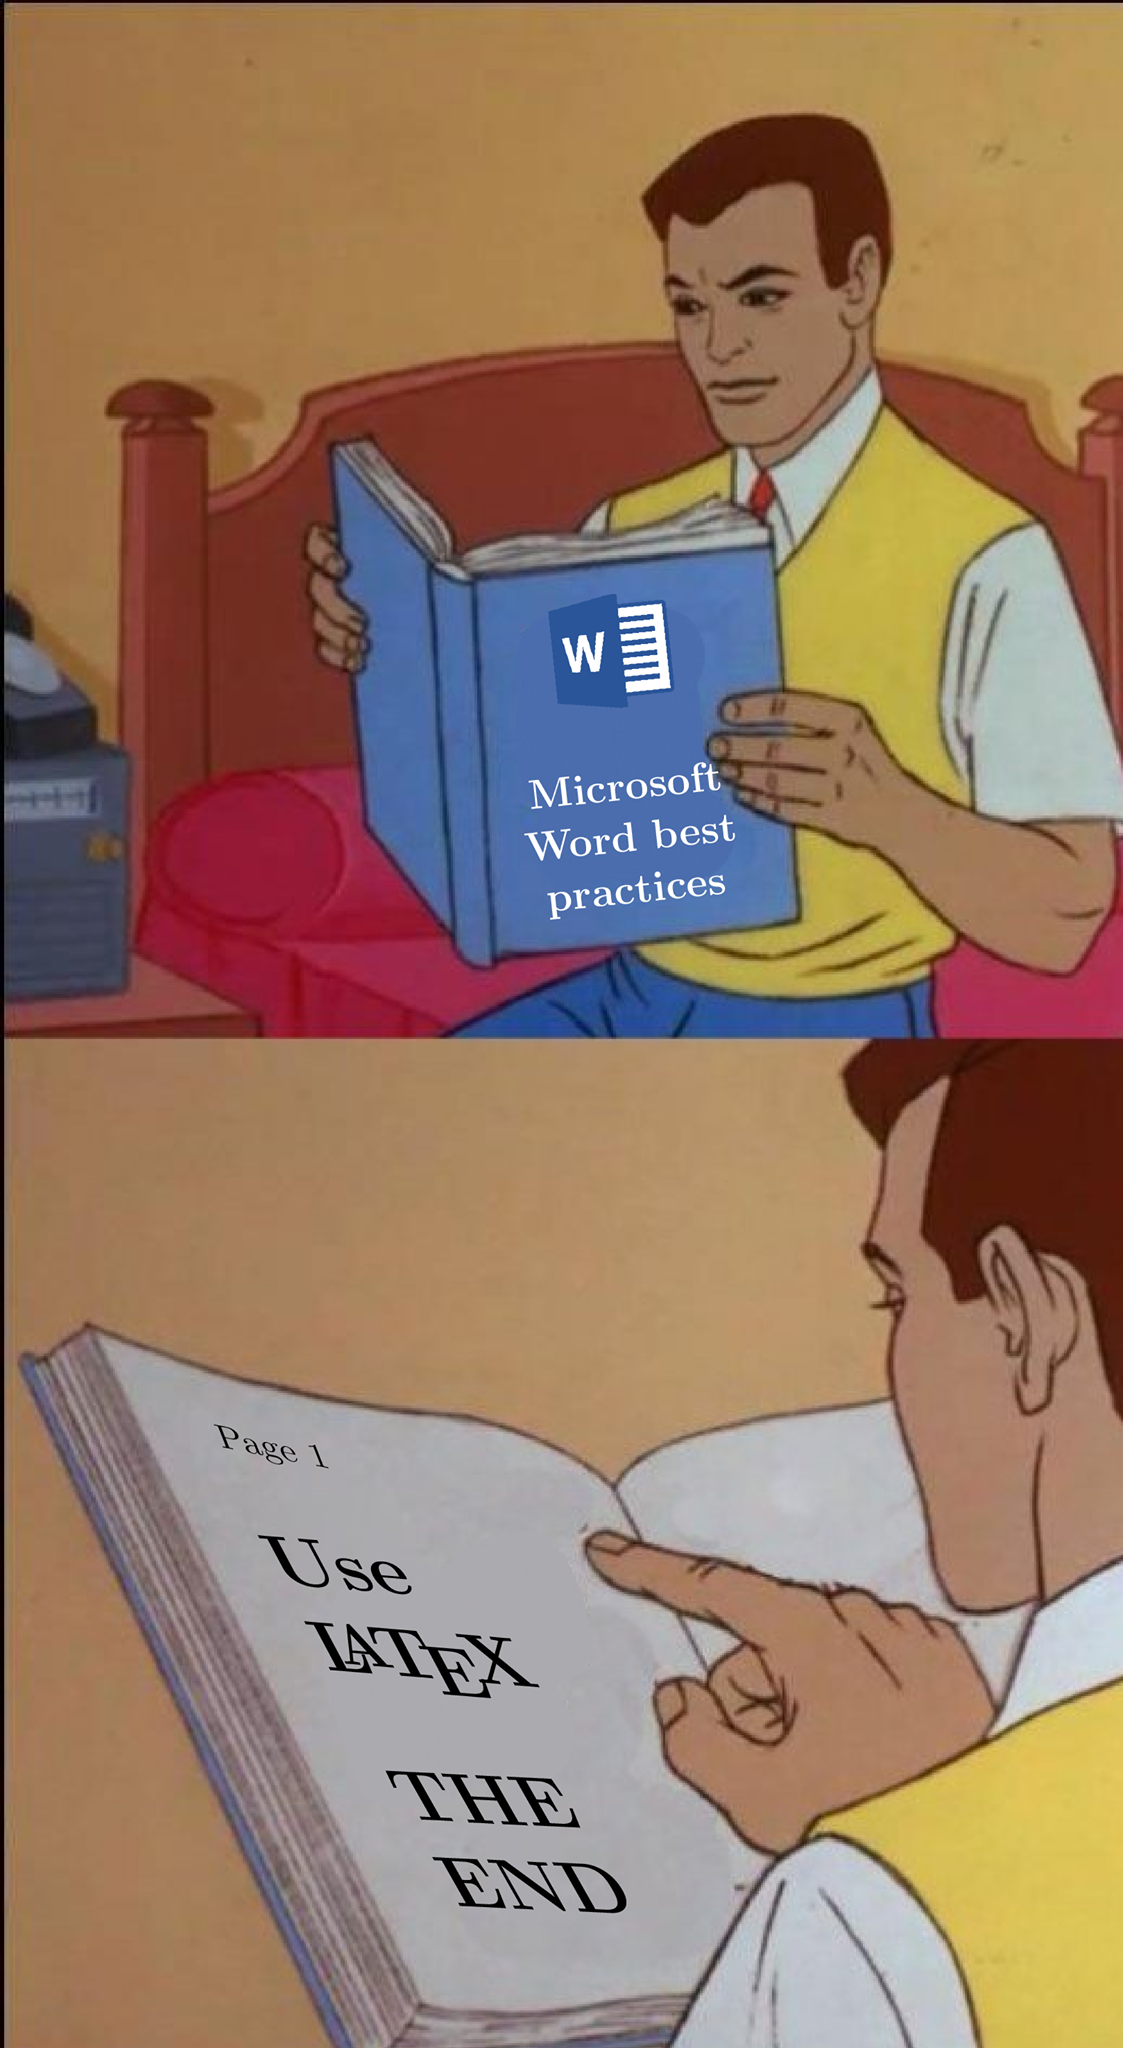 W
Microsoft
Word best
practices
Page 1
Use
LATEX
THE
END